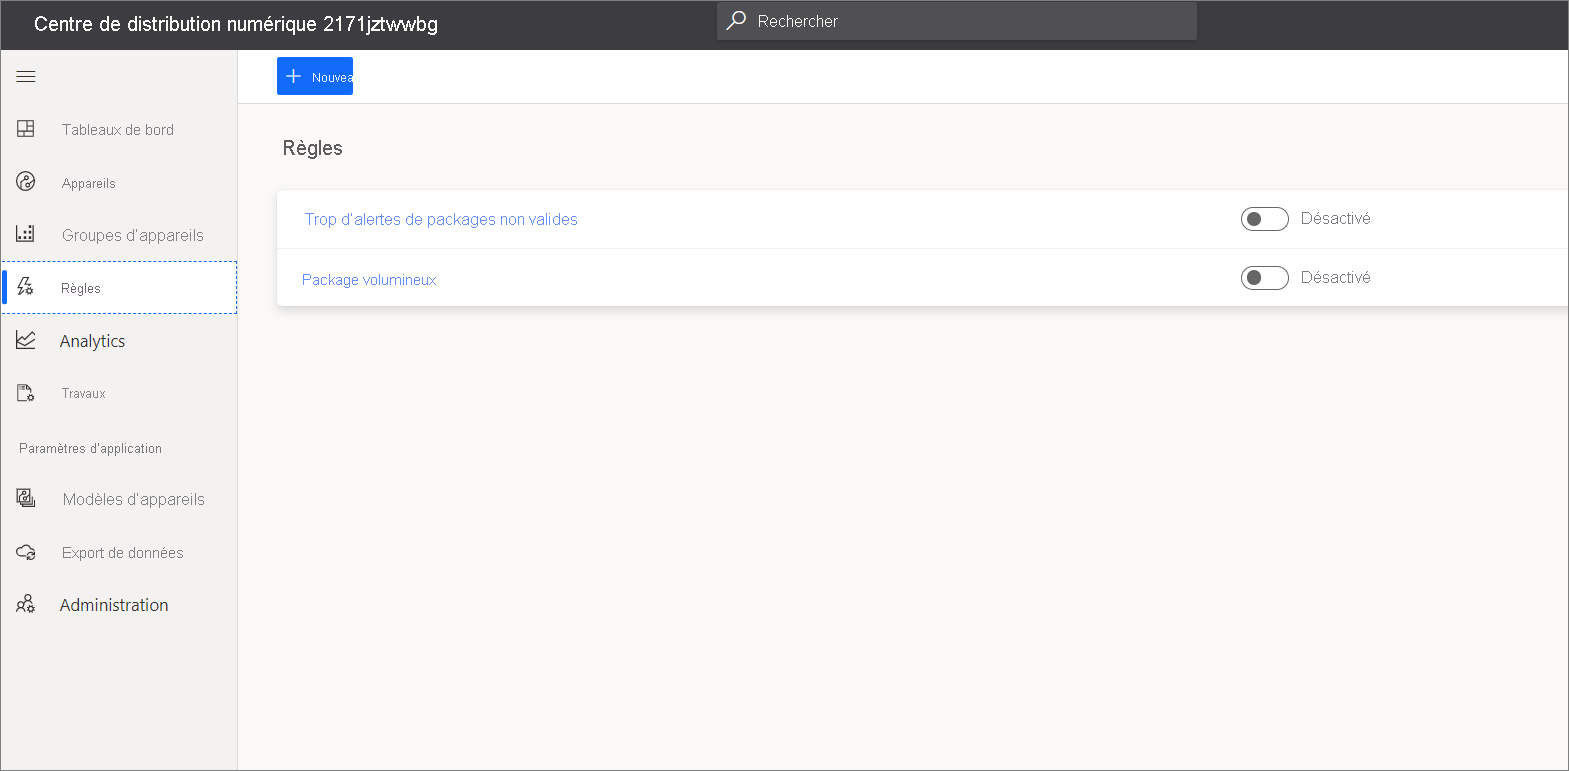 Centre de distribution numérique 2171jztwwbg
Rechercher
Nouvea
Tableaux de bord
Appareils
Groupes d'appareils
Règles
Analytics
Travaux
Paramètres d'application
Modèles d'appareils
Export de données
Administration
Règles
Trop d'alertes de packages non valides
Désactivé
Package volumineux
Désactivé